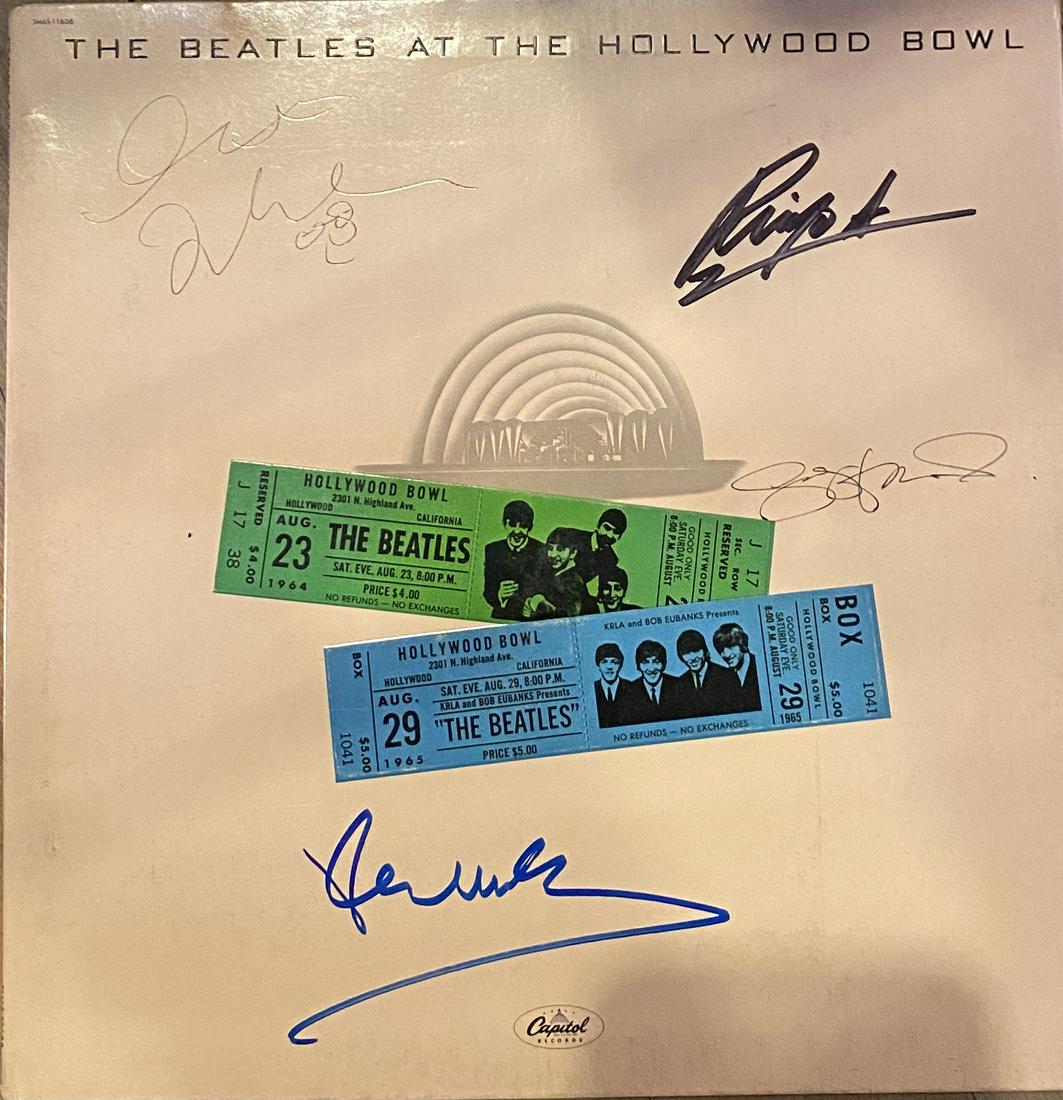 SMAS-11638
THE BEATLES AT THE HOLLYWOOD BOWL
Ringo
RESERVED
J 17 38
$4.00
HOLLYWOOD BOWL
2301 N. Highland Ave.
HOLLYWOOD CALIFORNIA
AUG.
23
1964
THE BEATLES
SAT. EVE. AUG. 23, 8:00 P.M.
PRICE $4.00
NO REFUNDS — NO EXCHANGES
GOOD ONLY
SATURDAY EVE.
8:00 P.M. AUGUST
2
HOLLYWOOD
RESERVED
SEC. ROW
J 17
BOX
1041
$5.00
HOLLYWOOD BOWL
2301 N. Highland Ave.
HOLLYWOOD CALIFORNIA
AUG.
29
1965
SAT. EVE. AUG. 29, 8:00 P.M.
KRLA and BOB EUBANKS Presents
"THE BEATLES"
PRICE $5.00
KRLA and BOB EUBANKS Presents
NO REFUNDS — NO EXCHANGES
GOOD ONLY
SATURDAY EVE.
8:00 P.M. AUGUST
29
1965
HOLLYWOOD BOWL
BOX
$5.00
BOX
1041
Capitol
RECORDS